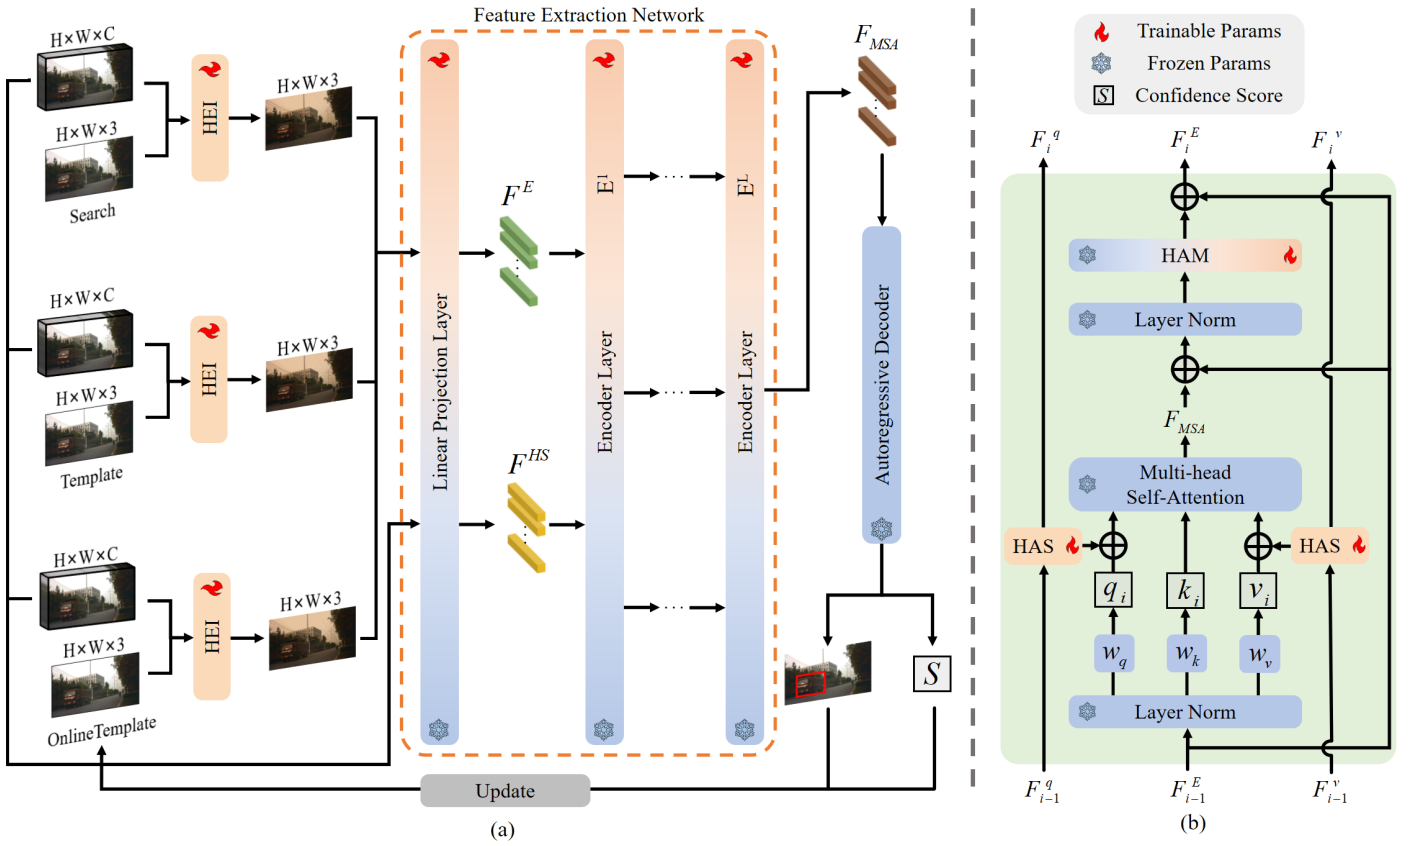 Feature Extraction Network
H×W×C
HEI
H×W×3
H×W×3
Search
H×W×C
HEI
H×W×3
H×W×3
Template
H×W×C
HEI
H×W×3
H×W×3
OnlineTemplate
Linear Projection Layer
F^E
F^HS
E^1
Encoder Layer
E^L
Encoder Layer
F_MSA
Autoregressive Decoder
S
Update
(a)
Trainable Params
Frozen Params
S Confidence Score
F_i^q F_i^E F_i^v
HAM
Layer Norm
F_MSA
Multi-head
Self-Attention
HAS HAS
q_i k_i v_i
w_q w_k w_v
Layer Norm
F_{i-1}^q F_{i-1}^E F_{i-1}^v
(b)